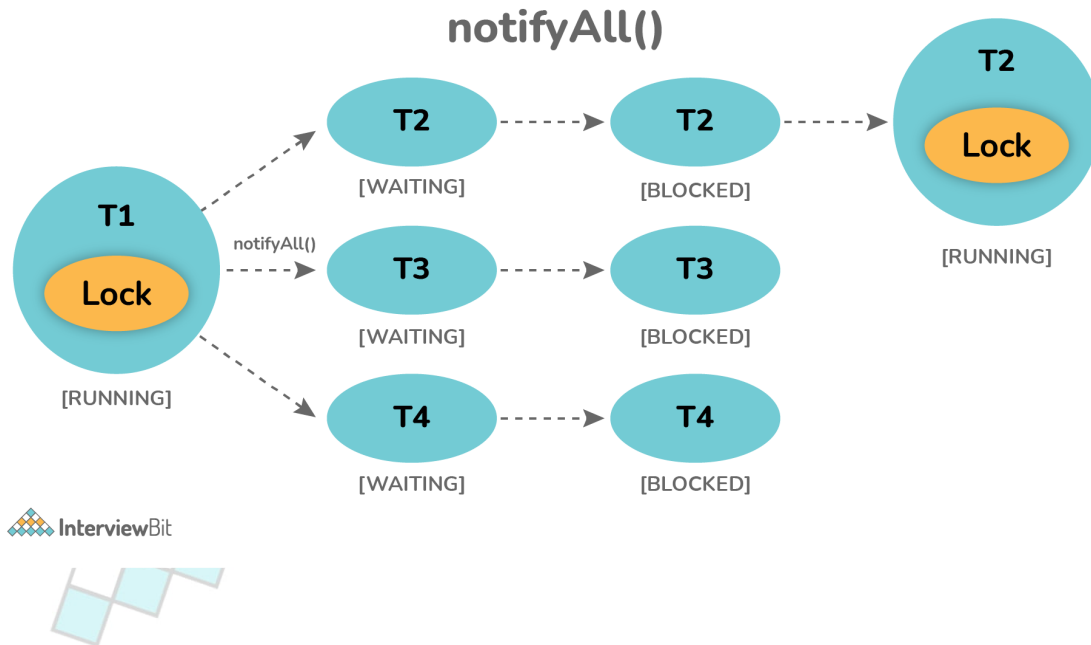 notifyAll()
T2
T2
T2
Lock
[WAITING]
[BLOCKED]
[RUNNING]
T1
Lock
[RUNNING]
notifyAll()
T3
T3
[WAITING]
[BLOCKED]
T4
T4
[WAITING]
[BLOCKED]
InterviewBit